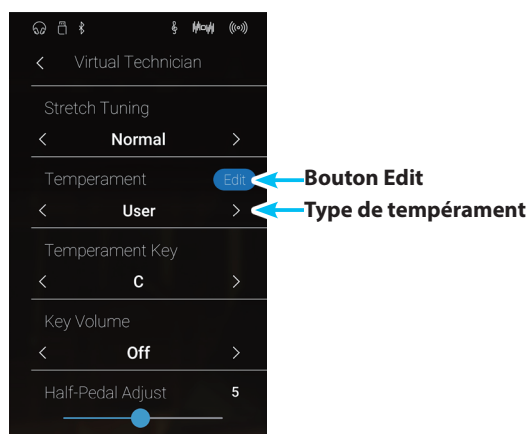 Virtual Technician
Stretch Tuning
Normal
Temperament Edit
User
Temperament Key
C
Key Volume
Off
Half-Pedal Adjust 5
Bouton Edit
Type de tempérament